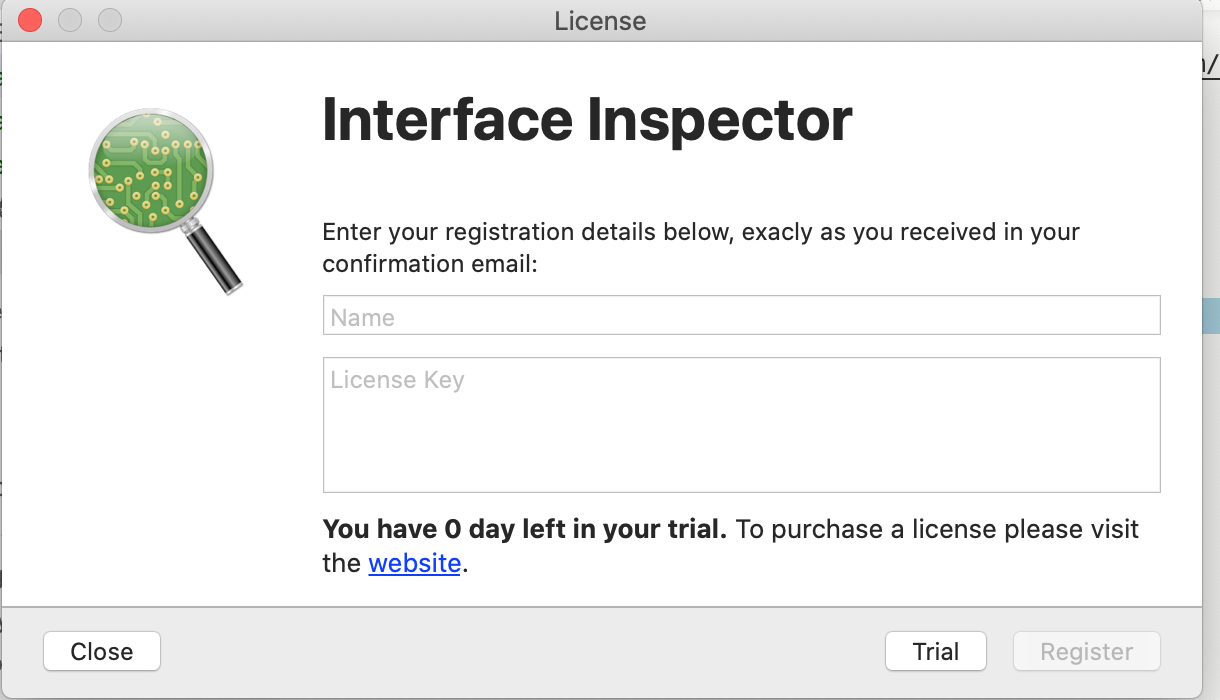 License
Interface Inspector
Enter your registration details below, exacly as you received in your
confirmation email:
Name
License Key
You have 0 day left in your trial. To purchase a license please visit
the website.
Close
Trial
Register